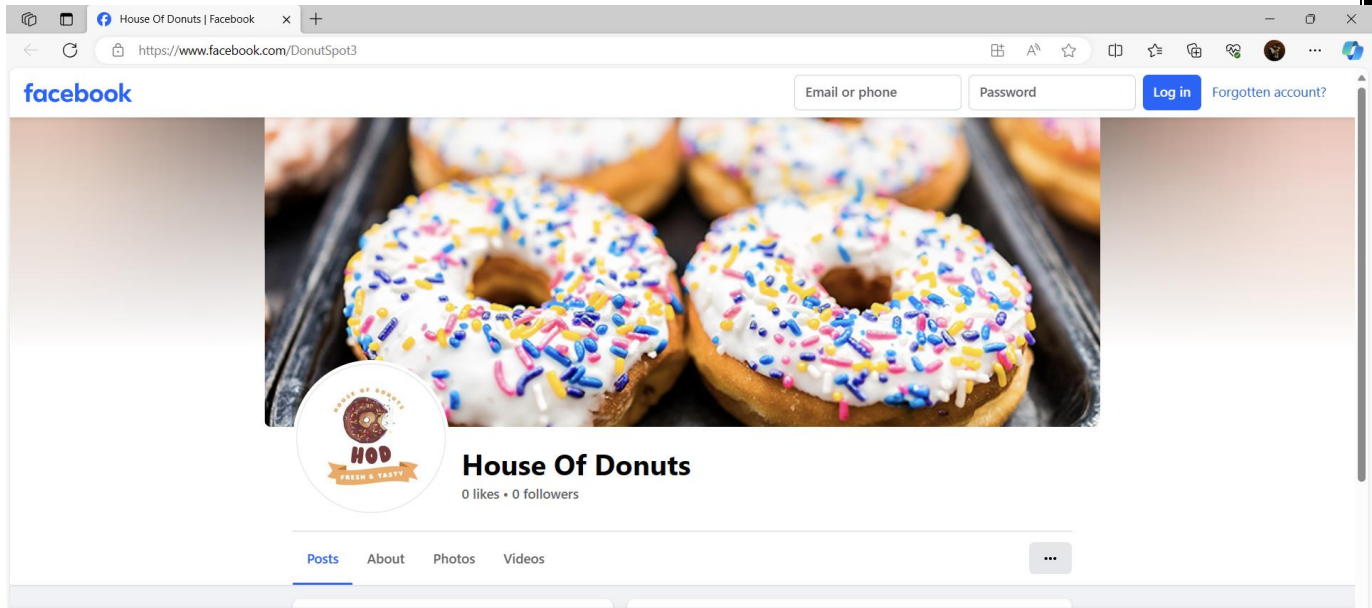 House Of Donuts | Facebook
https://www.facebook.com/DonutSpot3
facebook
Email or phone
Password
Log in
Forgotten account?
HOUSE OF DONUTS
HOD
FRESH & TASTY
House Of Donuts
0 likes • 0 followers
Posts About Photos Videos